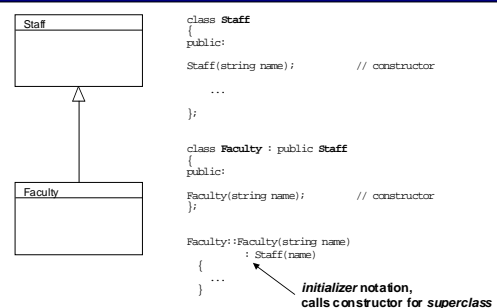 Staff
Faculty
class Staff
{
public:
Staff(string name); // constructor
...
};
class Faculty : public Staff
{
public:
Faculty(string name); // constructor
};
Faculty::Faculty(string name)
: Staff(name)
{
...
}
initializer notation,
calls constructor for superclass